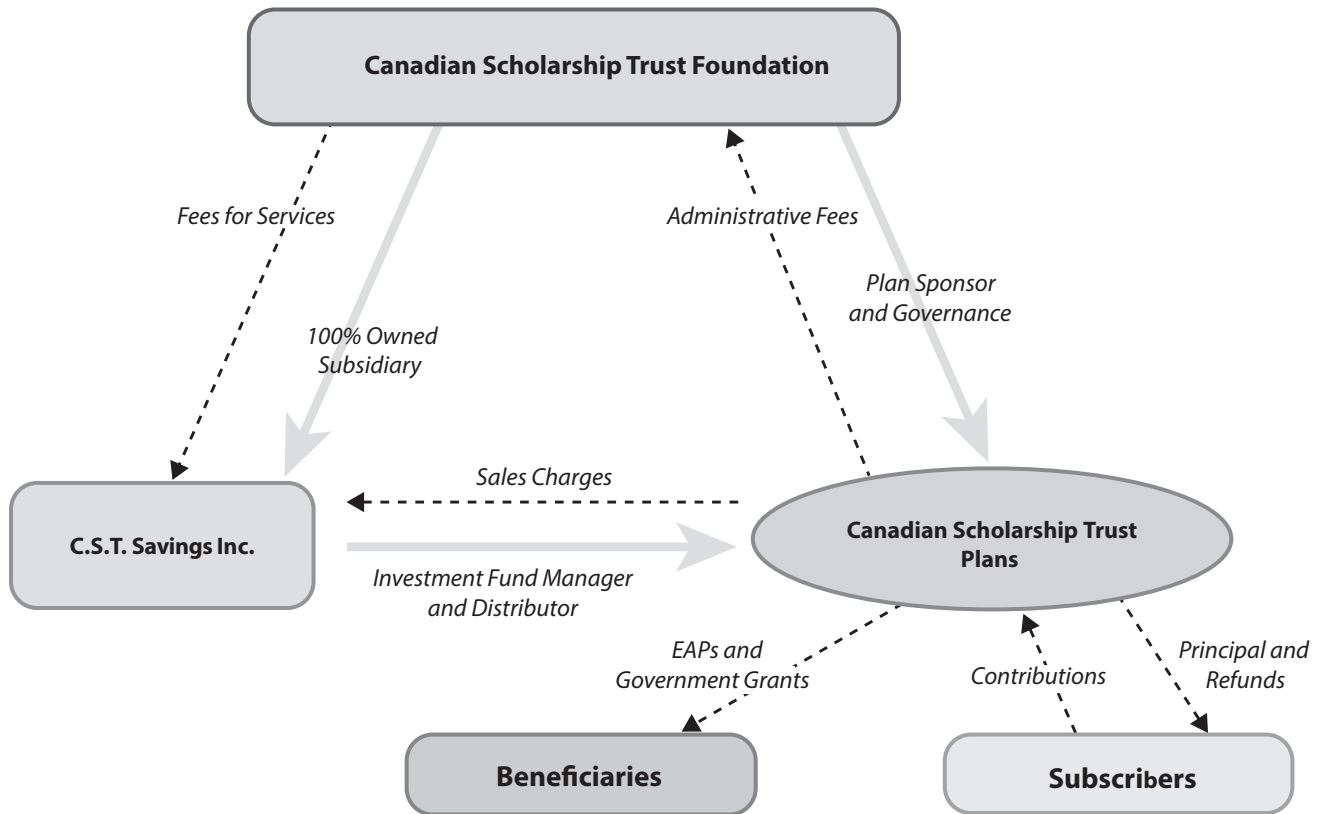 Canadian Scholarship Trust Foundation
Fees for Services
Administrative Fees
Plan Sponsor
and Governance
100% Owned
Subsidiary
Sales Charges
C.S.T. Savings Inc.
Canadian Scholarship Trust
Plans
Investment Fund Manager
and Distributor
EAPs and
Government Grants
Contributions
Principal and
Refunds
Beneficiaries
Subscribers